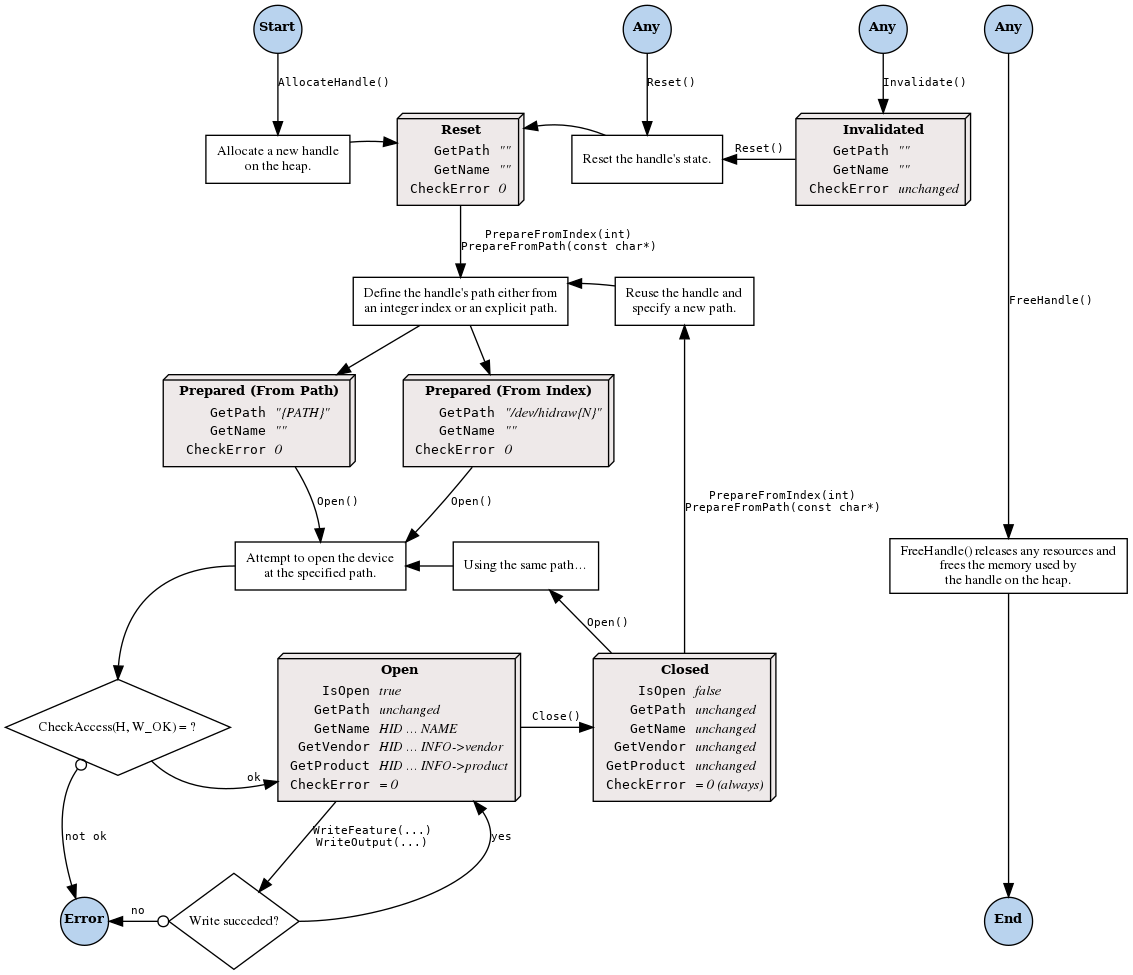 Start
Any
Any
Any
AllocateHandle()
Reset()
Invalidate()
Allocate a new handle
on the heap.
Reset
GetPath ""
GetName ""
CheckError 0
Reset the handle's state.
Reset()
Invalidated
GetPath ""
GetName ""
CheckError unchanged
PrepareFromIndex(int)
PrepareFromPath(const char*)
Define the handle's path either from
an integer index or an explicit path.
Reuse the handle and
specify a new path.
FreeHandle()
Prepared (From Path)
GetPath "{PATH}"
GetName ""
CheckError 0
Prepared (From Index)
GetPath "/dev/hidraw{N}"
GetName ""
CheckError 0
Open()
Open()
PrepareFromIndex(int)
PrepareFromPath(const char*)
Attempt to open the device
at the specified path.
Using the same path…
FreeHandle() releases any resources and
frees the memory used by
the handle on the heap.
Open()
CheckAccess(H, W_OK) = ?
Open
IsOpen true
GetPath unchanged
GetName HID … NAME
GetVendor HID … INFO->vendor
GetProduct HID … INFO->product
CheckError = 0
Close()
Closed
IsOpen false
GetPath unchanged
GetName unchanged
GetVendor unchanged
GetProduct unchanged
CheckError = 0 (always)
ok
not ok
WriteFeature(...)
WriteOutput(...)
yes
Error
no
Write succeded?
End